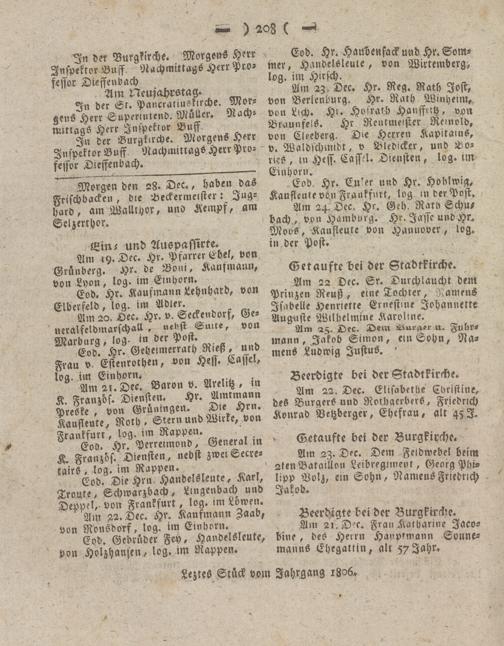 ) 208 (
In der Burgkirche. Morgens Herr
Inspektor Buff. Nachmittags Herr Pro-
fessor Dieffenbach.
Am Neujahrstag.
In der St. Pancratiuskirche. Mor-
gens Herr Superintend. Müller. Nach-
mittags Herr Inspektor Buff.
In der Burgkirche. Morgens Herr
Inspektor Buff. Nachmittags Herr Pro-
fessor Dieffenbach.
Morgen den 28. Dec., haben das
Frischbacken, die Beckermeister: Jug-
hard, am Wallthor, und Kempf, am
Selzerthor.
Ein- und Auspassirte.
Am 19. Dec. Hr. Pfarrer Ebel, von
Grünberg. Hr. de Bont, Kaufmann,
von Lyon, log. im Einhorn.
Eod. Hr. Kaufmann Lehnhard, von
Elberfeld, log. im Adler.
Am 20. Dec. Hr. v. Seckendorf, Ge-
neralfeldmarschall, nebst Suite, von
Marburg, log. in der Post.
Eod. Hr. Geheimerrath Rieß, und
Frau v. Estenrothen, von Hess. Cassel,
log. im Einhorn.
Am 21. Dec. Baron v. Arelitz, in
K. Französ. Diensten. Hr. Amtmann
Preske, von Grüningen. Die Hrn.
Kaufleute, Roth, Stern und Wirke, von
Frankfurt, log. im Rappen.
Eod. Hr. Perreimond, General in
K. Französ. Diensten, nebst zwei Secre-
tairs, log. im Rappen.
Eod. Die Hrn. Handelsleute, Karl,
Troute, Schwarzbach, Lingenbach und
Deppel, von Frankfurt, log. im Löwen.
Am 22. Dec. Hr. Kaufmann Zaab,
von Ronsdorf, log. im Einhorn.
Eod. Gebrüder Fey, Handelsleute,
von Holzhausen, log. im Rappen.
Eod. Hr. Haubensack und Hr. Som-
mer, Handelsleute, von Wirtemberg,
log. im Hirsch.
Am 23. Dec. Hr. Reg. Rath Jost,
von Berlenburg. Hr. Rath Winheim,
von Lich. Hr. Hofrath Haußritz, von
Braunfels. Hr. Rentmeister Reinold,
von Cleeberg. Die Herren Kapitains,
v. Waldschmidt, v. Bledicker, und Bo-
ries, in Hess. Cassel. Diensten, log. im
Einhorn.
Eod. Hr. Euler und Hr. Hohlwig,
Kaufleute von Frankfurt, log. in der Post.
Am 24. Dec. Hr. Geh. Rath Schu-
bach, von Hamburg. Hr. Jasse und Hr.
Moos, Kaufleute von Hannover, log.
in der Post.
Getaufte bei der Stadtkirche.
Am 22 Dec. Sr. Durchlaucht dem
Prinzen Reuß, eine Tochter, Namens
Isabelle Henriette Ernestine Johannette
Auguste Wilhelmine Karoline.
Am 25. Dec. Dem Burger u. Fuhr-
mann, Jakob Simon, ein Sohn, Na-
mens Ludwig Justus.
Beerdigte bei der Stadtkirche.
Am 22. Dec. Elisabethe Christine,
des Burgers und Rothgerbers, Friedrich
Konrad Vetzberger, Ehefrau, alt 45 J.
Getaufte bei der Burgkirche.
Am 23. Dec. Dem Feldwebel beim
2ten Bataillon Leibregiment, Georg Phi-
lipp Volz, ein Sohn, Namens Friedrich
Jakob.
Beerdigte bei der Burgkirche.
Am 21. Dec. Frau Katharine Jaco-
bine, des Herrn Hauptmann Sonne-
manns Ehegattin, alt 57 Jahr.
Leztes Stück vom Jahrgang 1806.